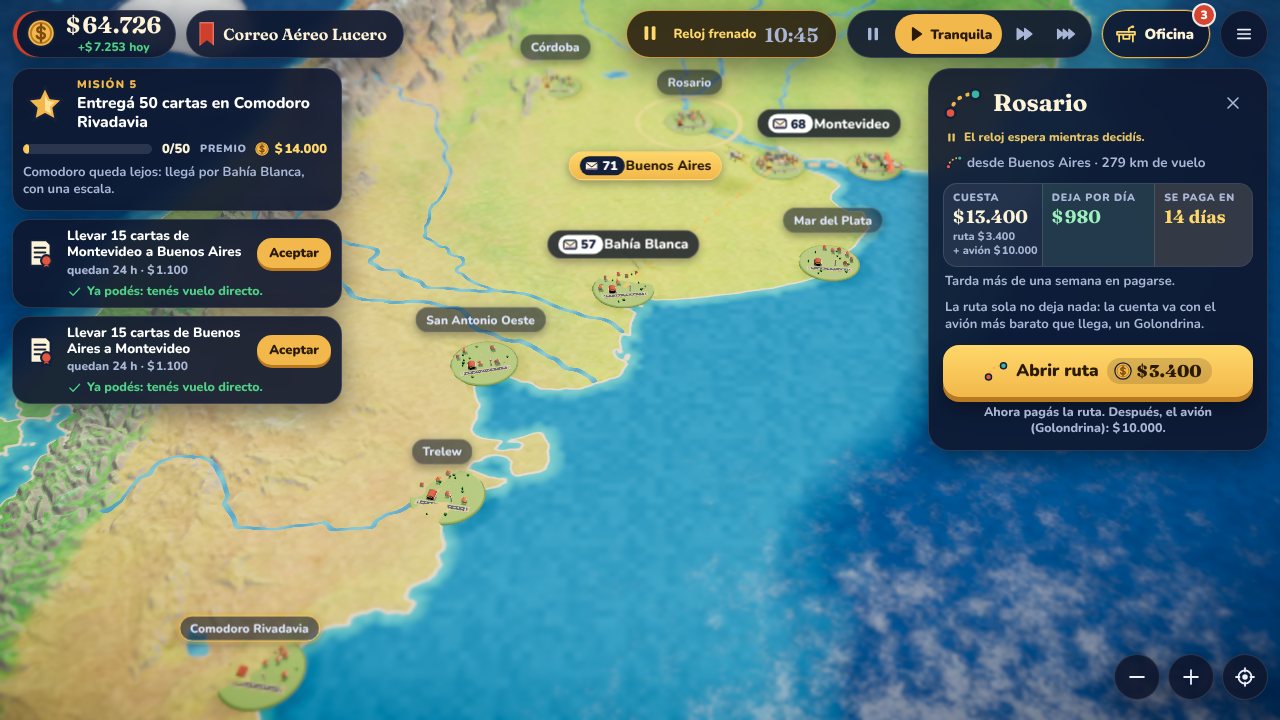 $64.726
+$7.253 hoy
Correo Aéreo Lucero
Reloj frenado 10:45
Tranquila
Oficina
3
MISIÓN 5
Entregá 50 cartas en Comodoro
Rivadavia
0/50 PREMIO $14.000
Comodoro queda lejos: llegá por Bahía Blanca,
con una escala.
Llevar 15 cartas de
Montevideo a Buenos Aires
quedan 24 h · $1.100
Ya podés: tenés vuelo directo.
Aceptar
Llevar 15 cartas de Buenos
Aires a Montevideo
quedan 24 h · $1.100
Ya podés: tenés vuelo directo.
Aceptar
Córdoba
Rosario
68 Montevideo
71 Buenos Aires
Mar del Plata
57 Bahía Blanca
San Antonio Oeste
Trelew
Comodoro Rivadavia
Rosario
El reloj espera mientras decidís.
desde Buenos Aires · 279 km de vuelo
CUESTA
$13.400
ruta $3.400
+ avión $10.000
DEJA POR DÍA
$980
SE PAGA EN
14 días
Tarda más de una semana en pagarse.
La ruta sola no deja nada: la cuenta va con el
avión más barato que llega, un Golondrina.
Abrir ruta $3.400
Ahora pagás la ruta. Después, el avión
(Golondrina): $10.000.